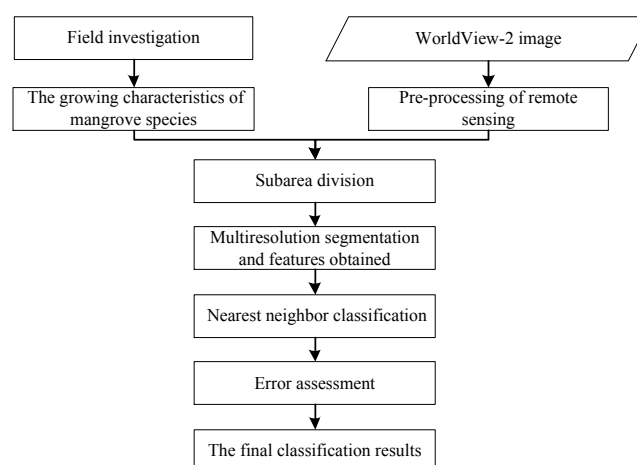 Field investigation
WorldView-2 image
The growing characteristics of
mangrove species
Pre-processing of remote
sensing
Subarea division
Multiresolution segmentation
and features obtained
Nearest neighbor classification
Error assessment
The final classification results